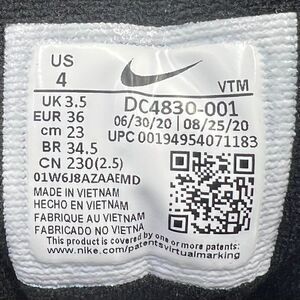 US
4
VTM
UK 3.5
EUR 36
cm 23
BR 34.5
CN 230(2.5)
DC4830-001
06/30/20 08/25/20
UPC 00194954071183
01W6J8AZAAEMD
MADE IN VIETNAM
HECHO EN VIETNAM
FABRIQUE AU VIETNAM
FABRICADO NO VIETNA
This product is covered by one or more patents.
www.nike.com/patentsvirtualmarking